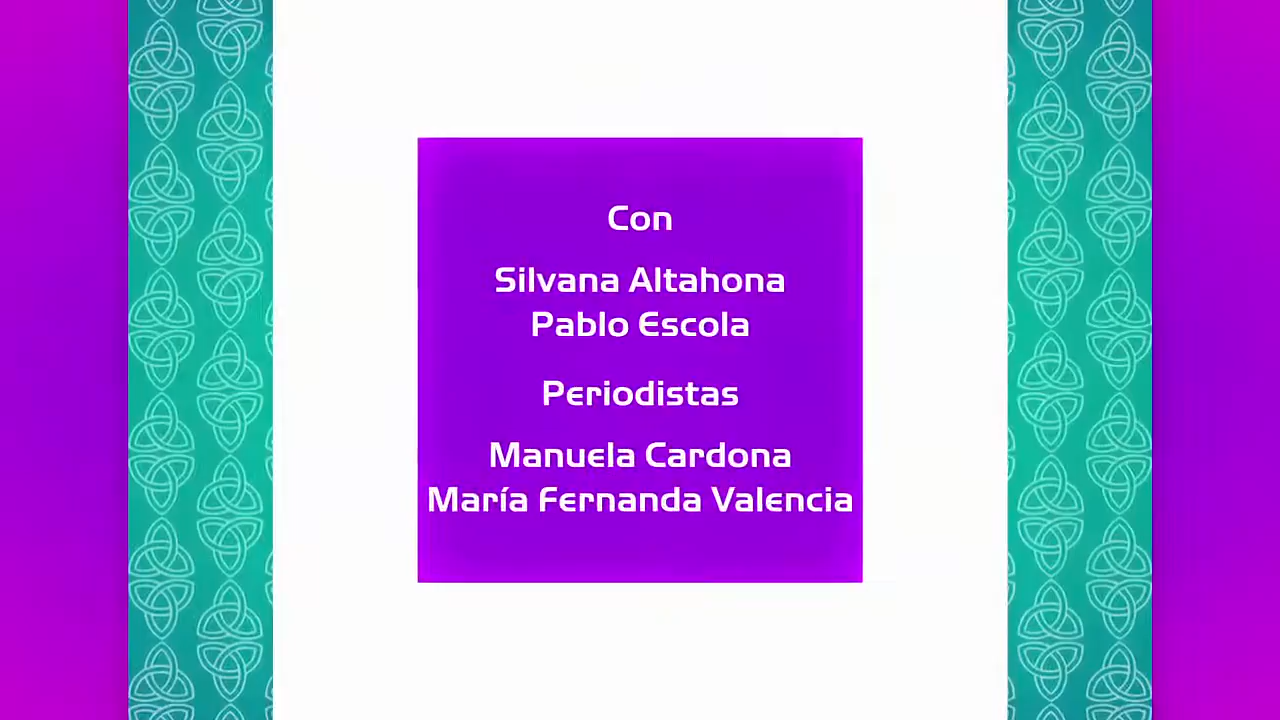 Con
Silvana Altahona
Pablo Escola
Periodistas
Manuela Cardona
María Fernanda Valencia